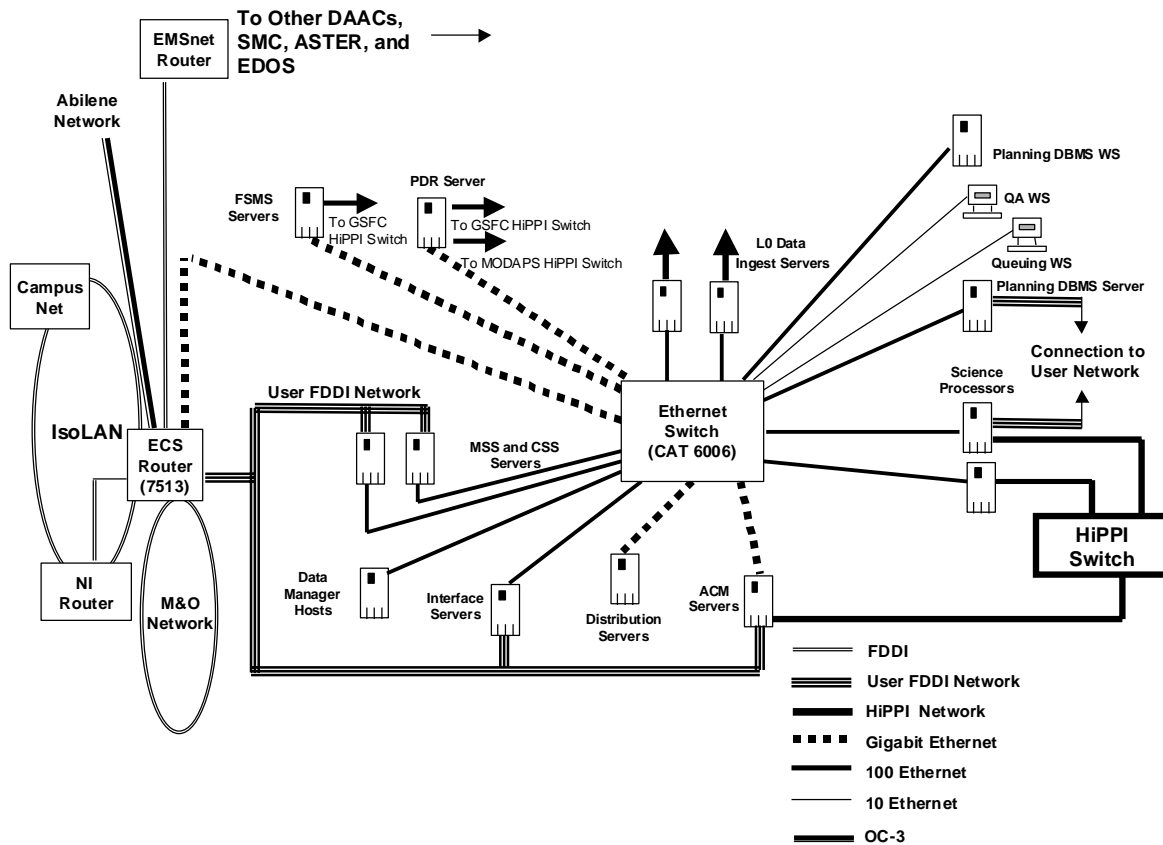 To Other DAACs,
SMC, ASTER, and
EDOS
EMSnet
Router
Abilene
Network
Planning DBMS WS
PDR Server
FSMS
Servers
To GSFC
HiPPI Switch
To GSFC HiPPI Switch
To MODAPS HiPPI Switch
QA WS
L0 Data
Ingest Servers
Queuing WS
Planning DBMS Server
Campus
Net
Connection to
User Network
Science
Processors
User FDDI Network
Ethernet
Switch
(CAT 6006)
IsoLAN
ECS
Router
(7513)
MSS and CSS
Servers
HiPPI
Switch
NI
Router
M&O
Network
Data
Manager
Hosts
Interface
Servers
Distribution
Servers
ACM
Servers
FDDI
User FDDI Network
HiPPI Network
Gigabit Ethernet
100 Ethernet
10 Ethernet
OC-3